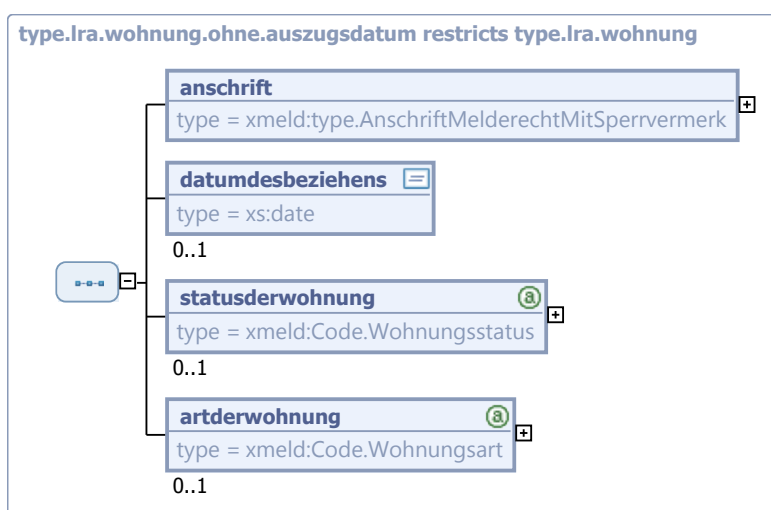 type.lra.wohnung.ohne.auszugsdatum restricts type.lra.wohnung
anschrift
type = xmeld:type.AnschriftMelderechtMitSperrvermerk
datumdesbeziehens
type = xs:date
0..1
statusderwohnung
type = xmeld:Code.Wohnungsstatus
0..1
artderwohnung
type = xmeld:Code.Wohnungsart
0..1